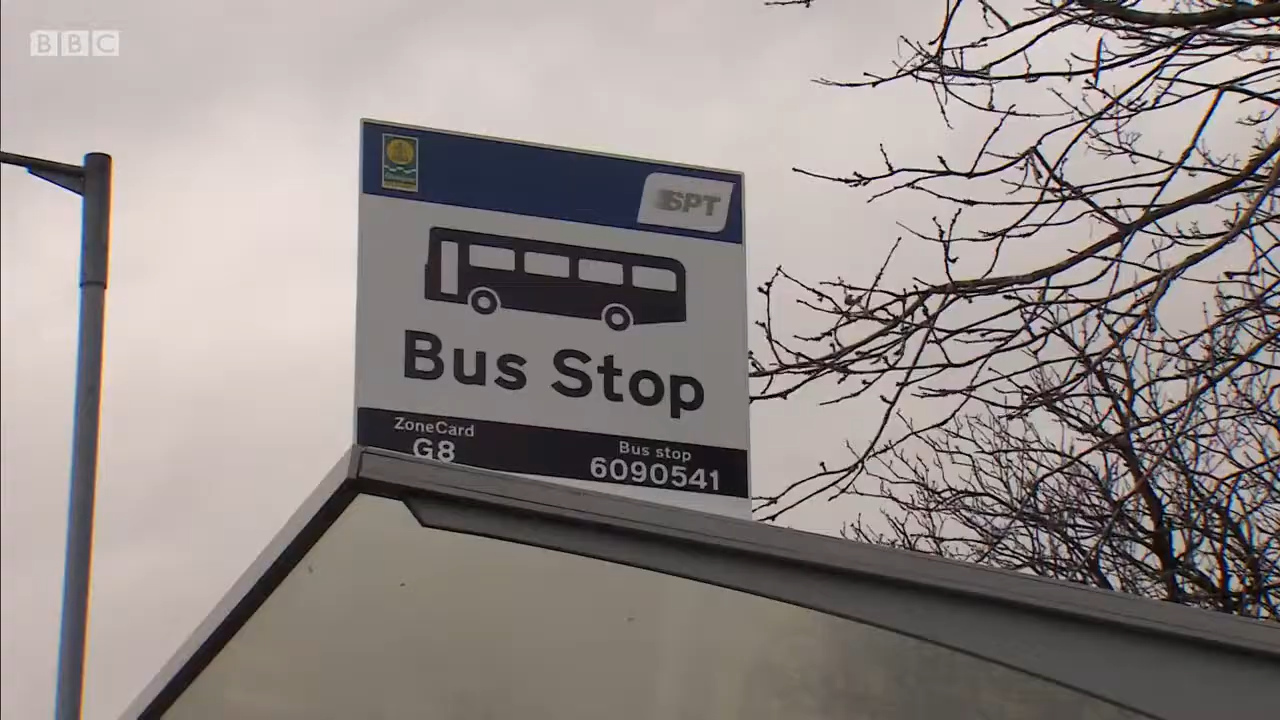 BBC
SPT
Bus Stop
ZoneCard
G8
Bus stop
6090541